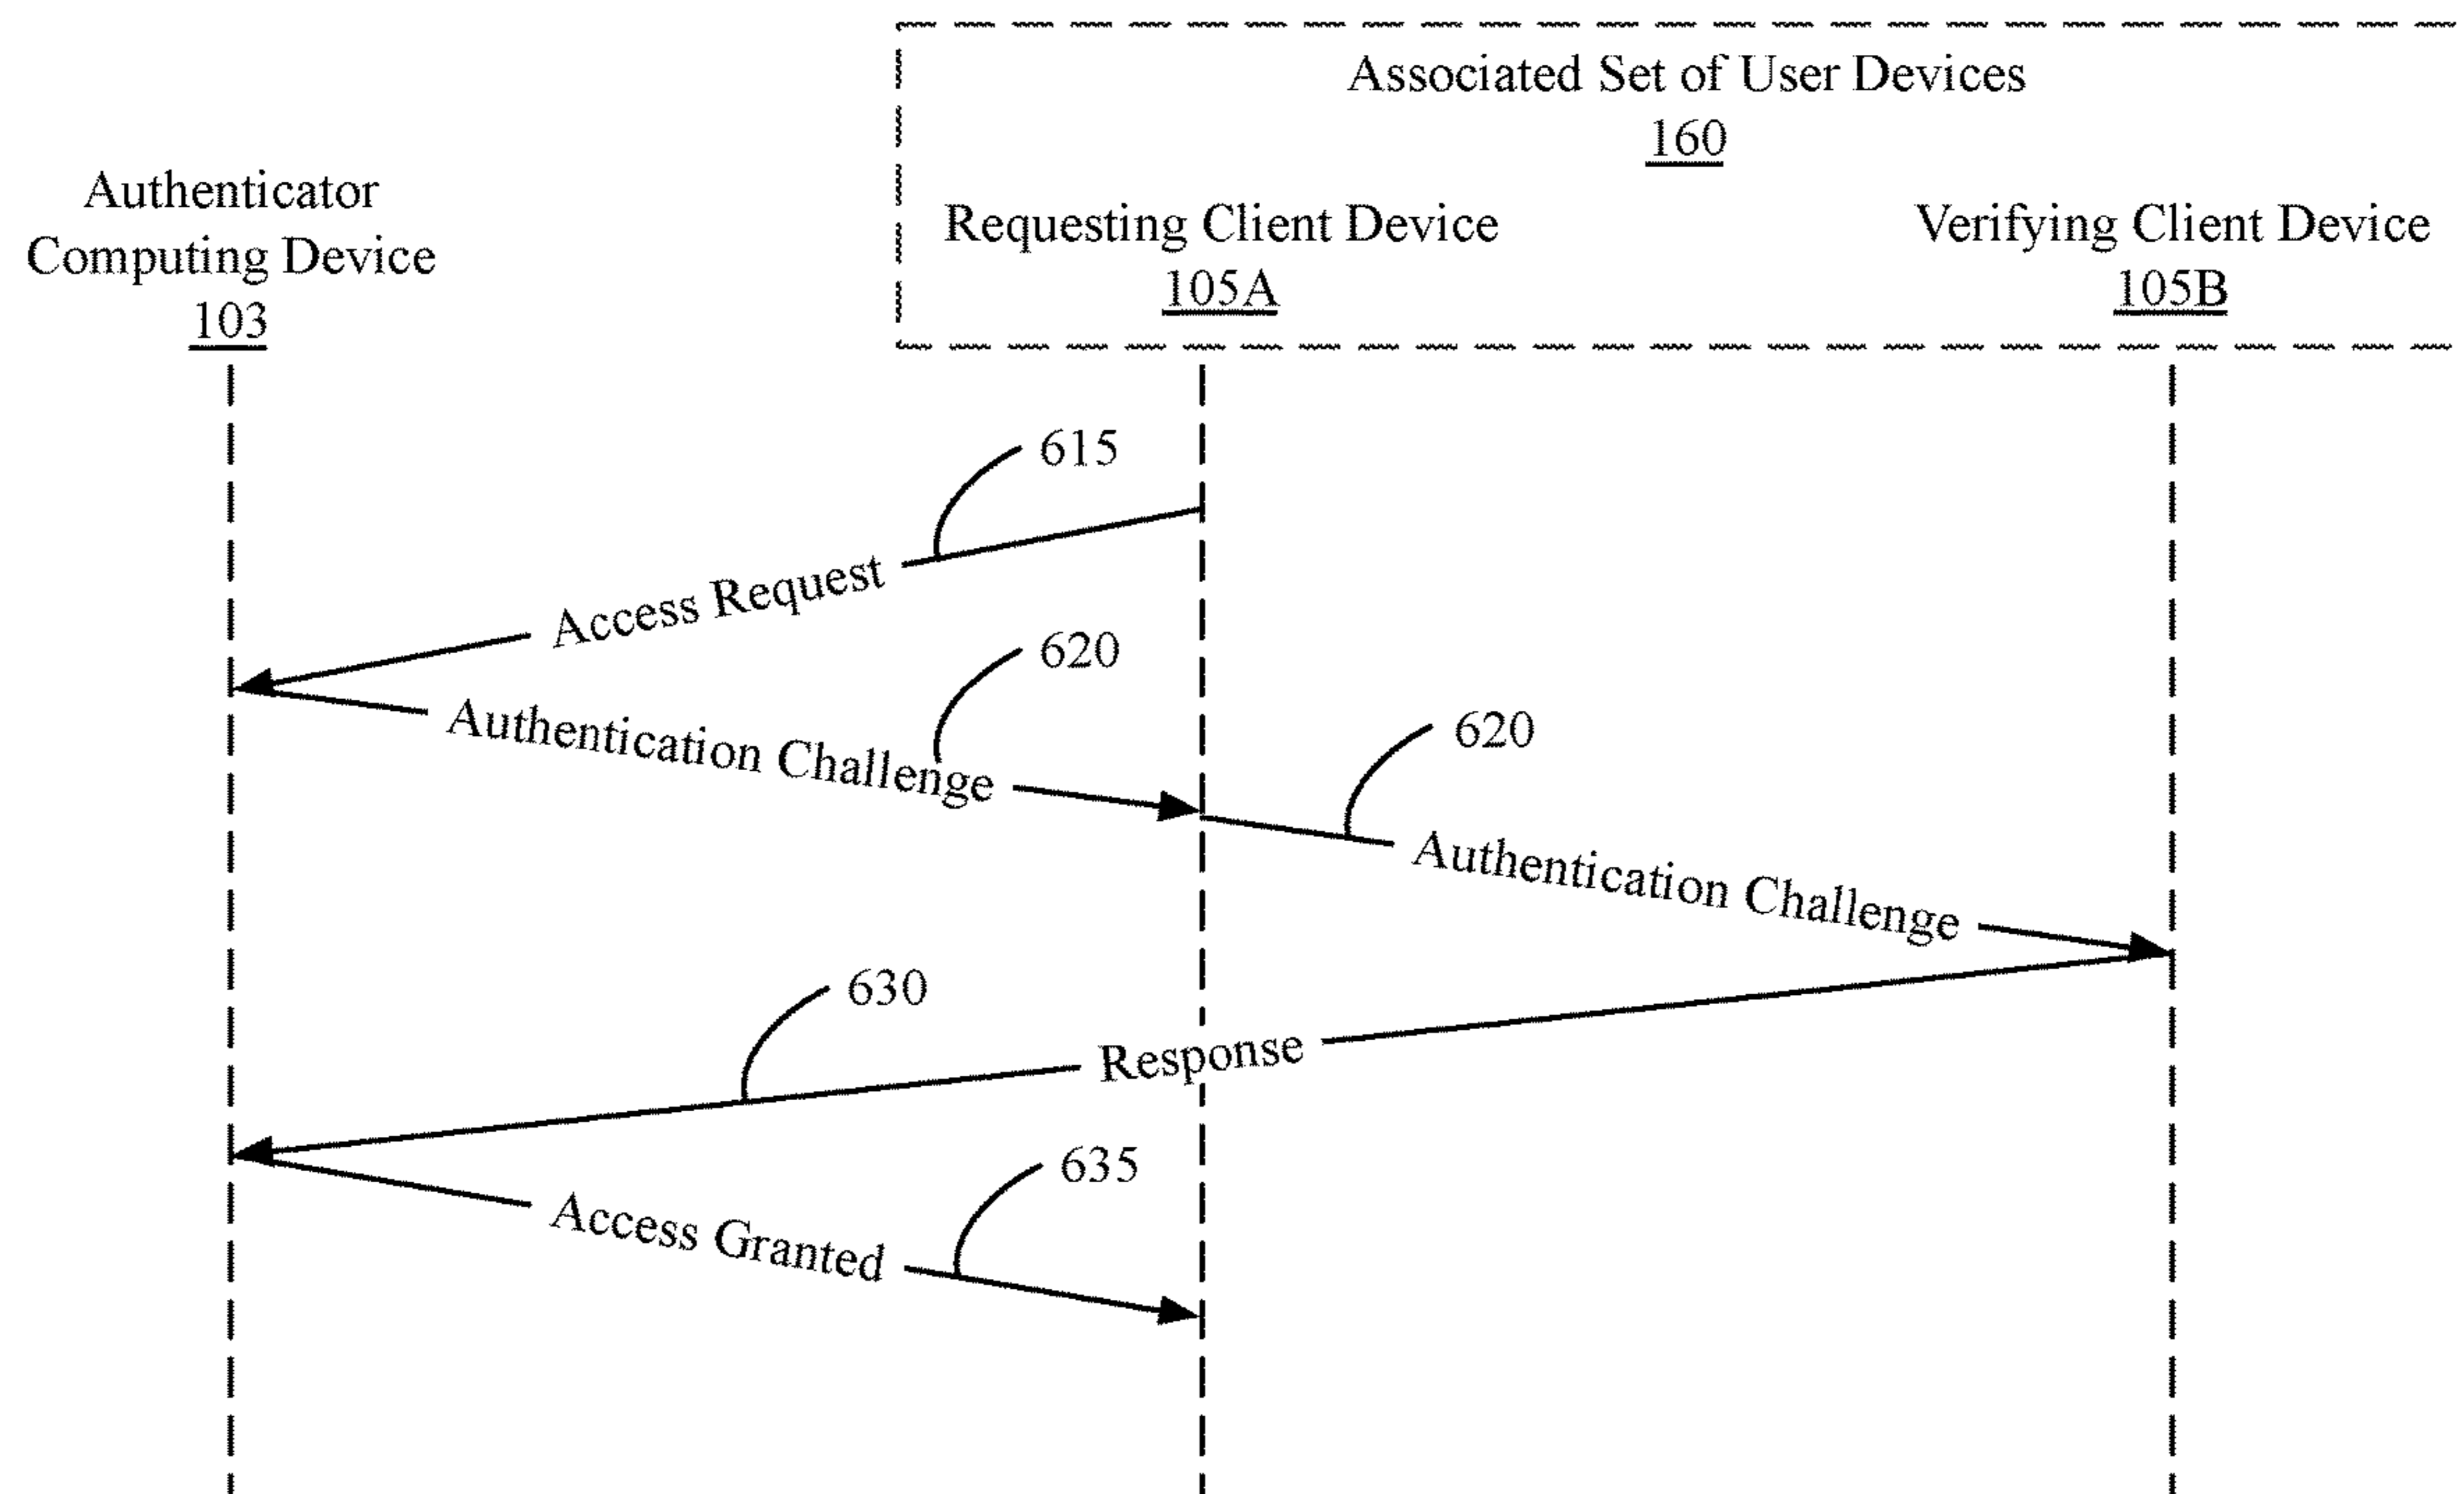 Associated Set of User Devices
160
Authenticator
Computing Device
103
Requesting Client Device
105A
Verifying Client Device
105B
615
Access Request
620
Authentication Challenge
620
Authentication Challenge
630
Response
635
Access Granted